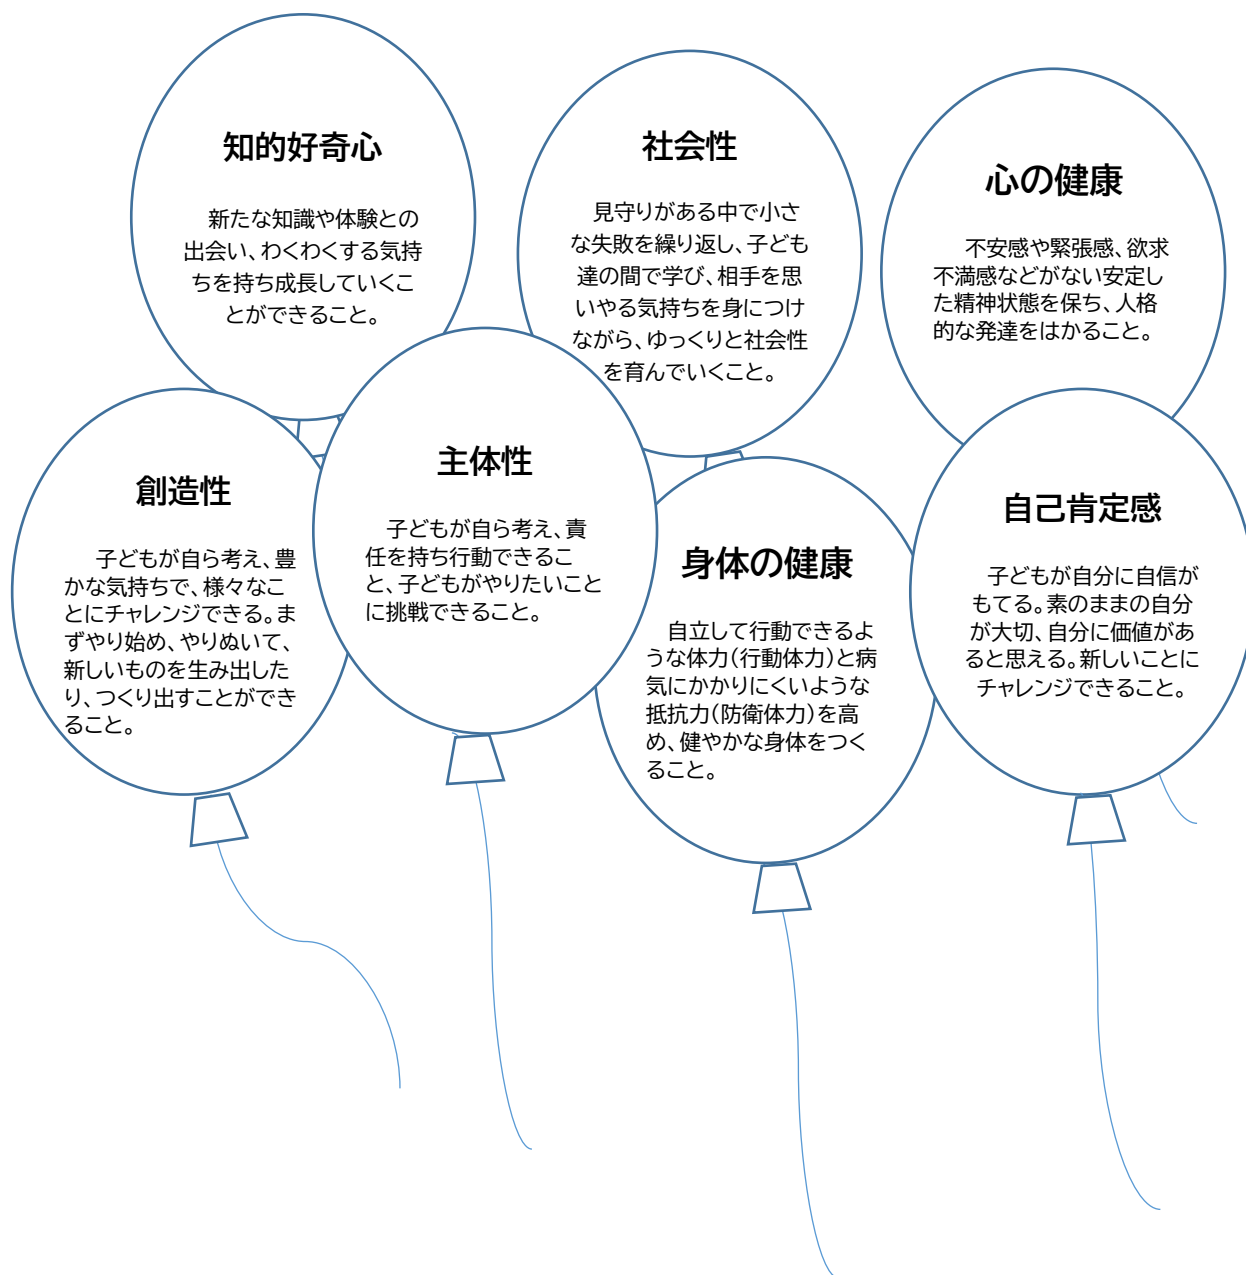 知的好奇心
新たな知識や体験との
出会い、わくわくする気持
ちを持ち成長していくこ
とができること。
社会性
見守りがある中で小さ
な失敗を繰り返し、子ども
達の間で学び、相手を思
いやる気持ちを身につけ
ながら、ゆっくりと社会性
を育んでいくこと。
心の健康
不安感や緊張感、欲求
不満感などがない安定し
た精神状態を保ち、人格
的な発達をはかること。
創造性
子どもが自ら考え、豊
かな気持ちで、様々なこ
とにチャレンジできる。ま
ずやり始め、やりぬいて、
新しいものを生み出した
り、つくり出すことができ
ること。
主体性
子どもが自ら考え、責
任を持ち行動できるこ
と、子どもがやりたいこと
に挑戦できること。
身体の健康
自立して行動できるよ
うな体力(行動体力)と病
気にかかりにくいような
抵抗力(防衛体力)を高
め、健やかな身体をつく
ること。
自己肯定感
子どもが自分に自信が
もてる。素のままの自分
が大切、自分に価値があ
ると思える。新しいことに
チャレンジできること。